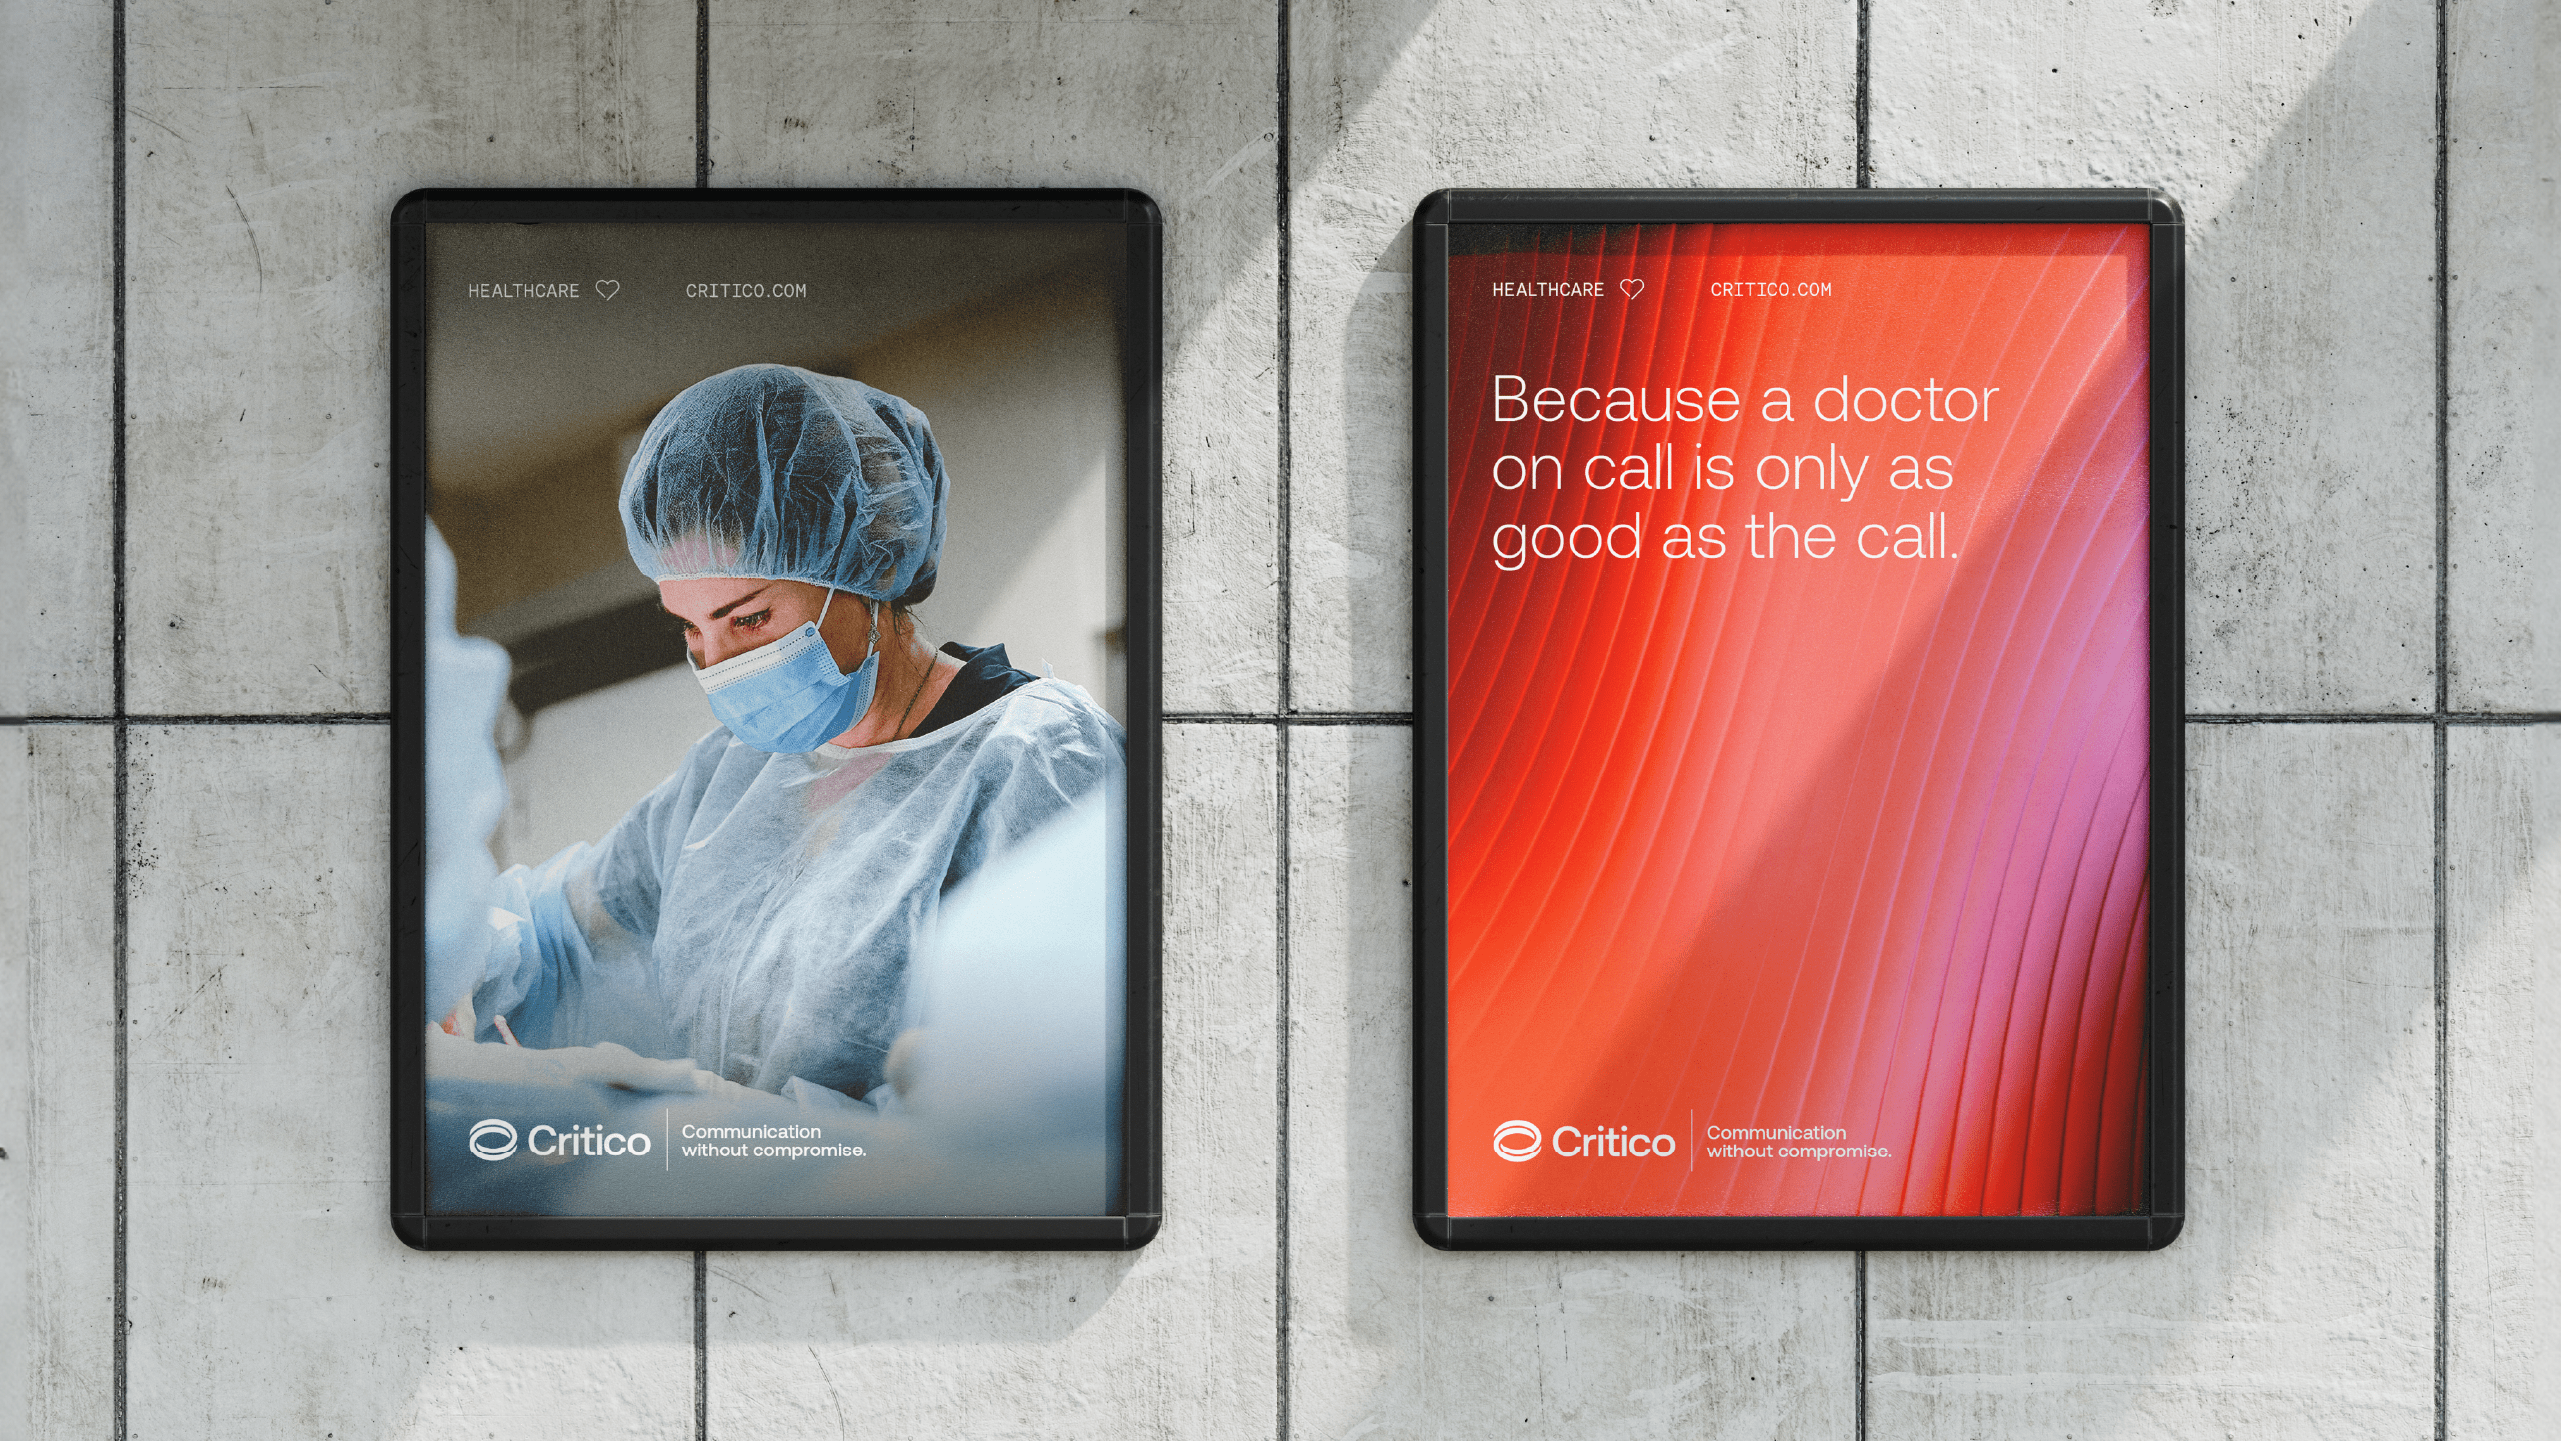 HEALTHCARE CRITICO.COM
Critico
Communication
without compromise.
HEALTHCARE CRITICO.COM
Because a doctor
on call is only as
good as the call.
Critico
Communication
without compromise.